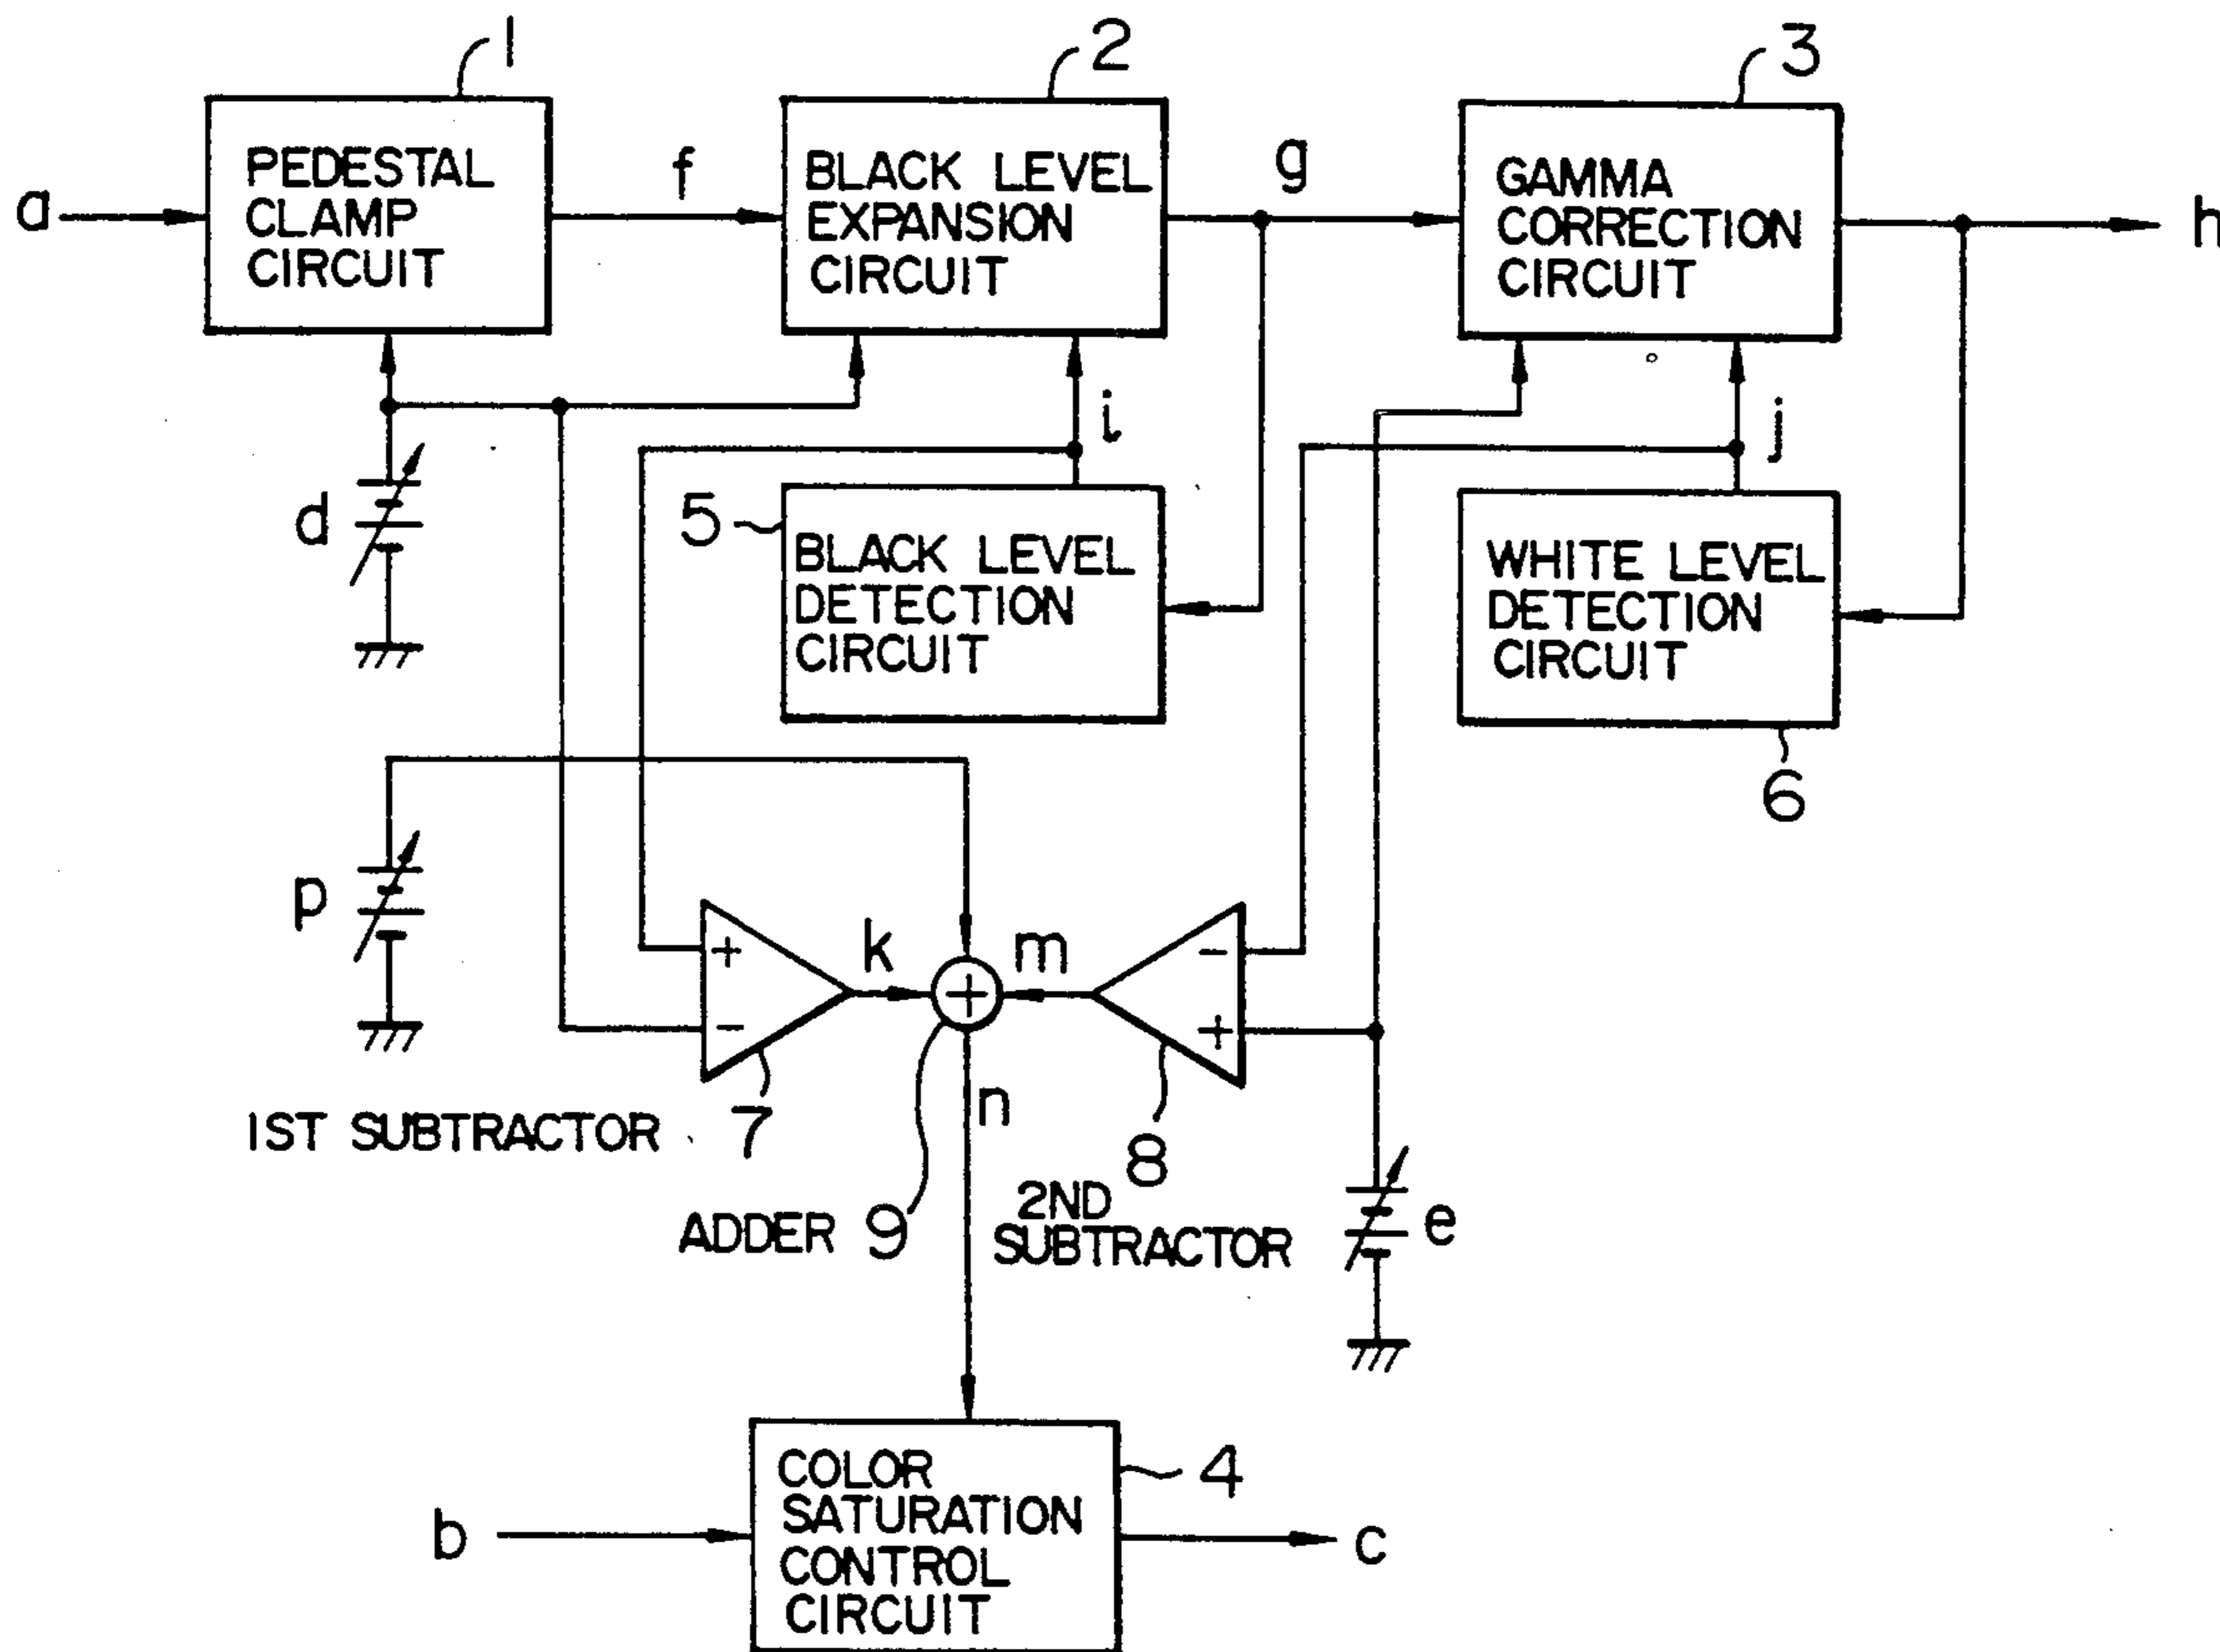 1
2
3
PEDESTAL
CLAMP
CIRCUIT
BLACK LEVEL
EXPANSION
CIRCUIT
GAMMA
CORRECTION
CIRCUIT
a
f
g
h
i
j
d
5
BLACK LEVEL
DETECTION
CIRCUIT
WHITE LEVEL
DETECTION
CIRCUIT
6
p
+
-
k
+
m
-
+
n
1ST SUBTRACTOR
7
8
ADDER 9
2ND
SUBTRACTOR
e
COLOR
SATURATION
CONTROL
CIRCUIT
4
b
c